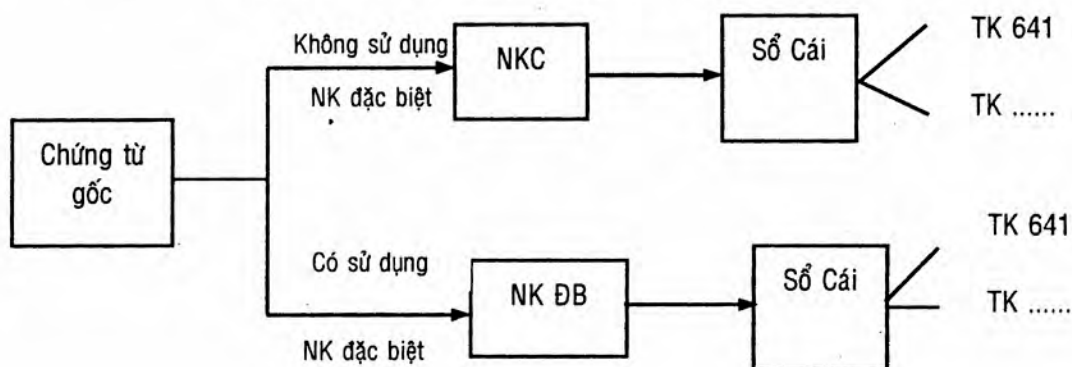 Chứng từ
gốc
Không sử dụng
NK đặc biệt
NKC
Sổ Cái
TK 641
TK ......
Có sử dụng
NK đặc biệt
NK ĐB
Sổ Cái
TK 641
TK ......